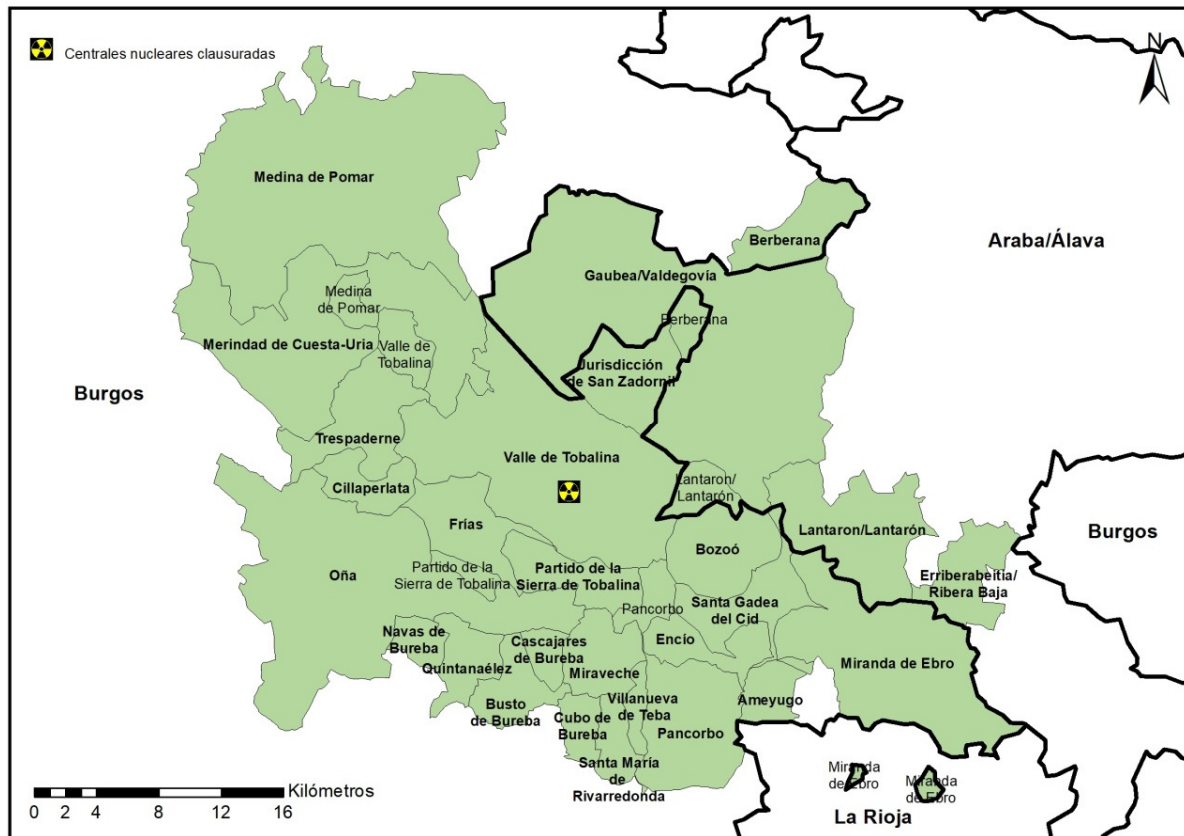 Centrales nucleares clausuradas
N
Medina de Pomar
Berberana
Araba/Álava
Gaubea/Valdegovía
Medina
de Pomar
Berberana
Merindad de Cuesta-Uria
Valle de
Tobalina
Jurisdicción
de San Zadornil
Burgos
Trespaderne
Valle de Tobalina
Cillaperlata
Lantaron/
Lantarón
Frías
Lantaron/Lantarón
Burgos
Bozoó
Oña
Partido de la
Sierra de Tobalina
Partido de la
Sierra de Tobalina
Erriberabeitia/
Ribera Baja
Pancorbo
Santa Gadea
del Cid
Navas de
Bureba
Cascajares
de Bureba
Encío
Quintanaélez
Miraveche
Miranda de Ebro
Busto
de Bureba
Cubo de
Bureba
Villanueva
de Teba
Ameyugo
Pancorbo
Santa María
de
Rivarredonda
Miranda
de Ebro
Miranda
de Ebro
La Rioja
Kilómetros
0 2 4 8 12 16